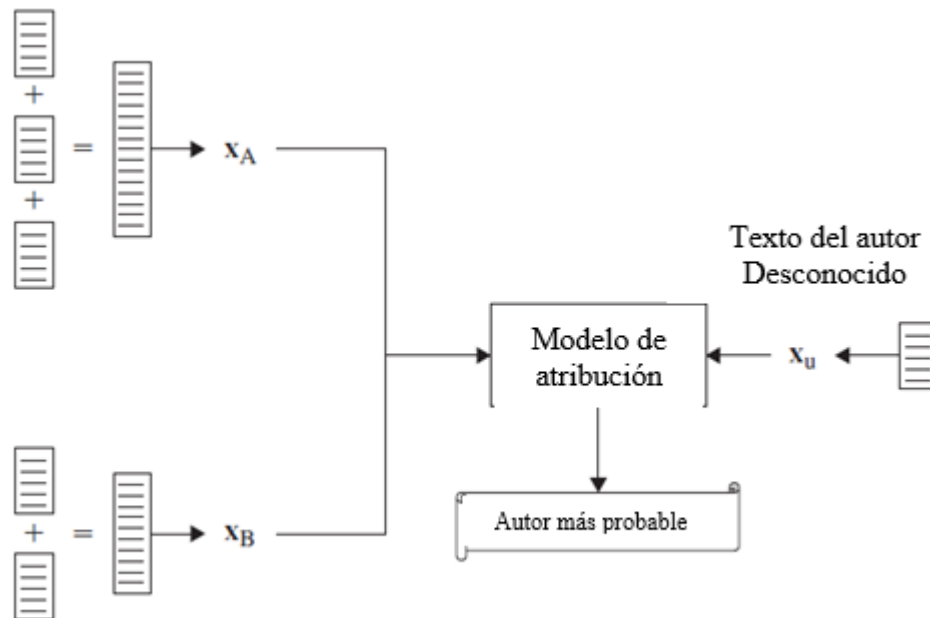 +
=
x_A
+
Texto del autor
Desconocido
Modelo de
atribución
x_u
+
=
x_B
Autor más probable